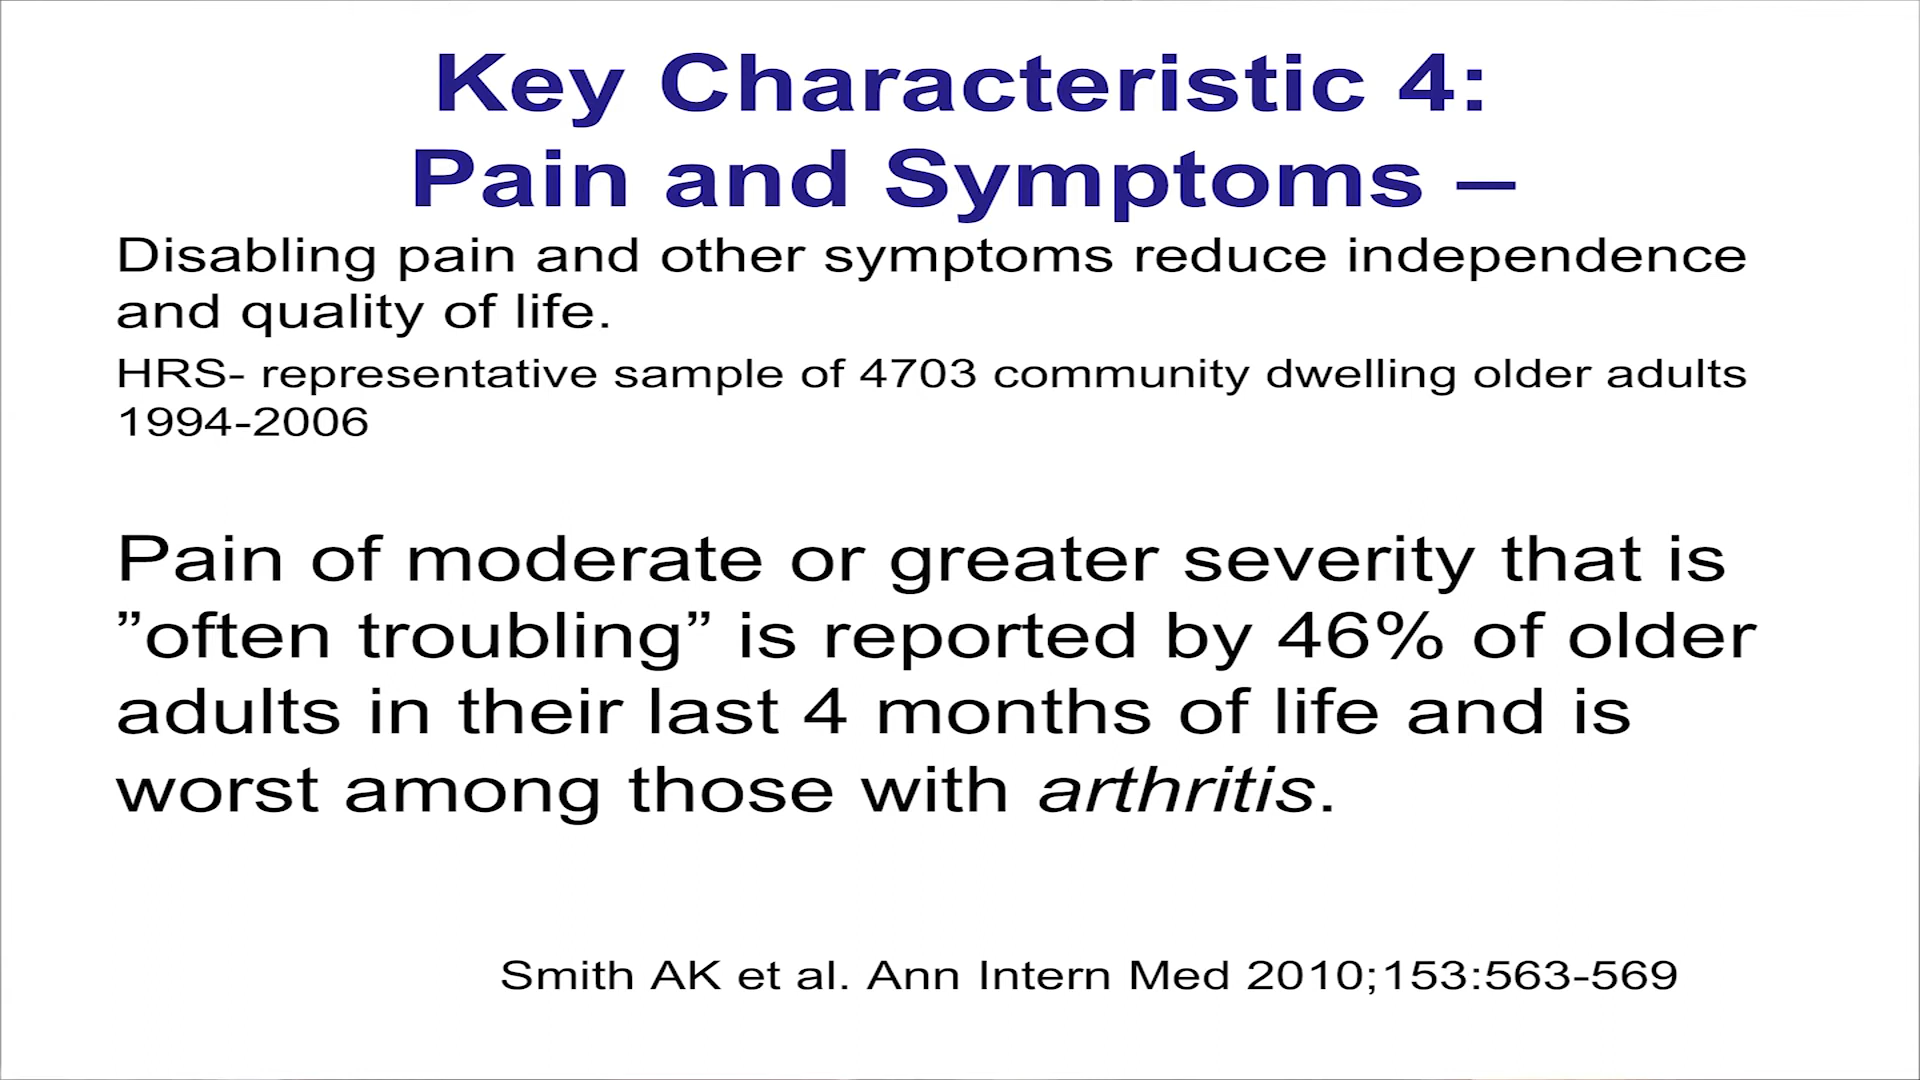 Key Characteristic 4:
Pain and Symptoms –
Disabling pain and other symptoms reduce independence
and quality of life.
HRS- representative sample of 4703 community dwelling older adults
1994-2006
Pain of moderate or greater severity that is
”often troubling” is reported by 46% of older
adults in their last 4 months of life and is
worst among those with arthritis.
Smith AK et al. Ann Intern Med 2010;153:563-569